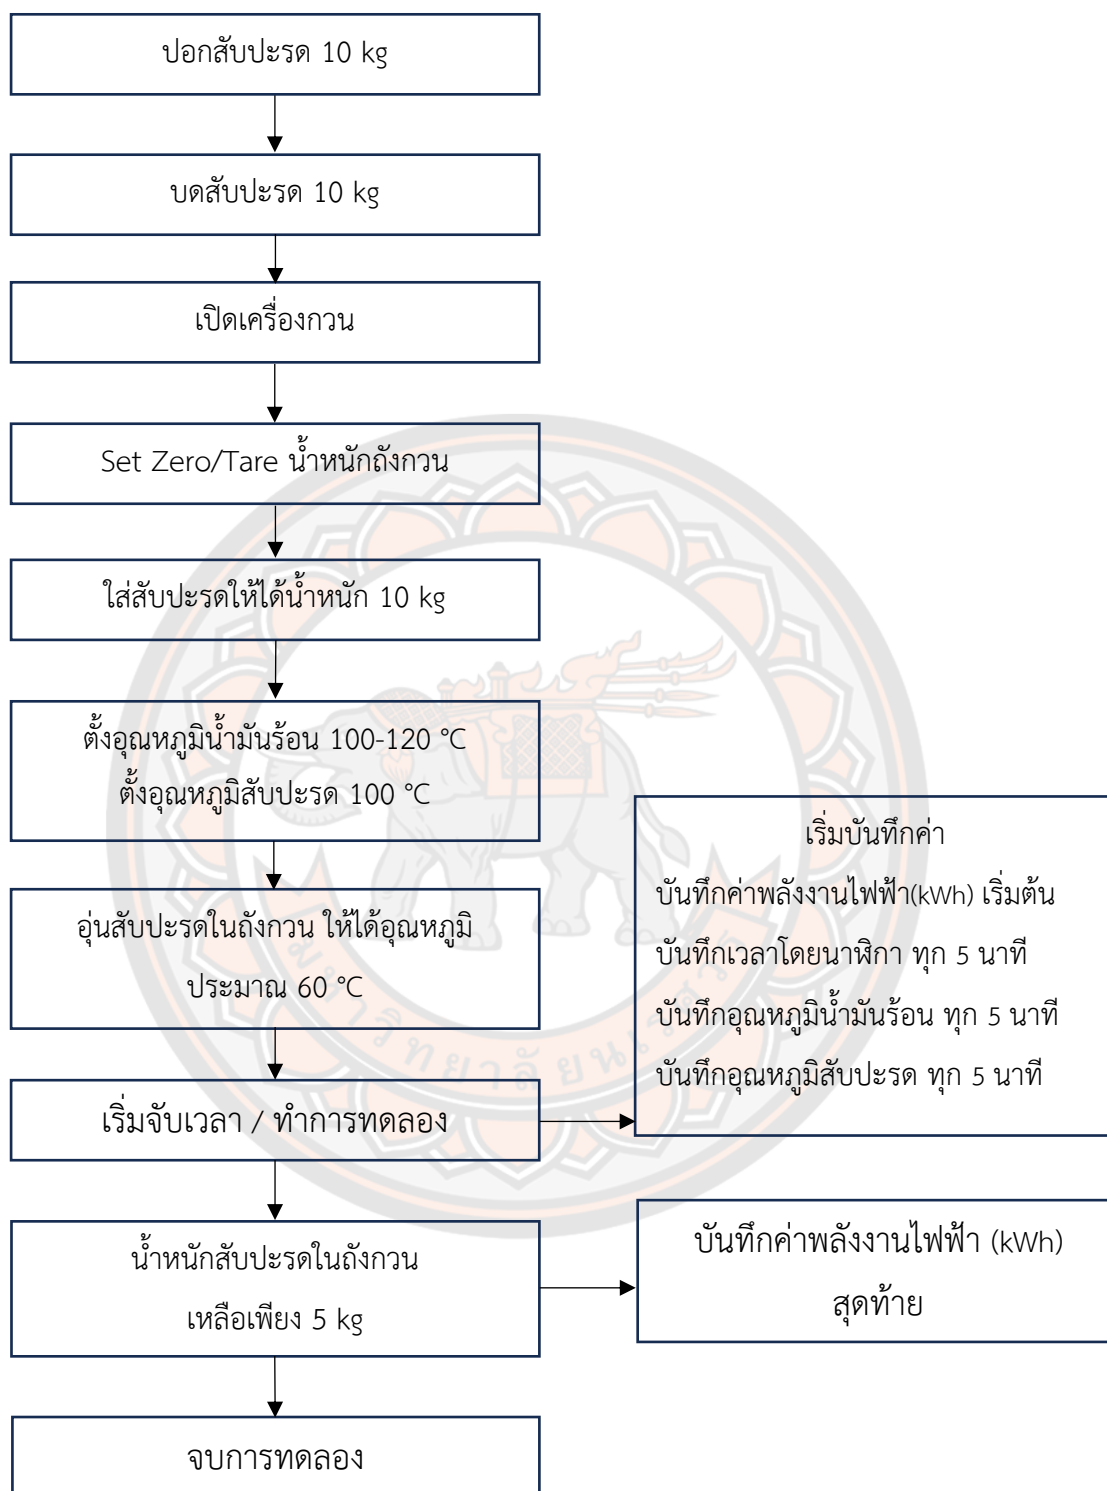 ปอกสับปะรด 10 kg
บดสับปะรด 10 kg
เปิดเครื่องกวน
Set Zero/Tare น้ำหนักถังกวน
ใส่สับปะรดให้ได้น้ำหนัก 10 kg
ตั้งอุณหภูมิน้ำมันร้อน 100-120 °C
ตั้งอุณหภูมิสับปะรด 100 °C
อุ่นสับปะรดในถังกวน ให้ได้อุณหภูมิ
ประมาณ 60 °C
เริ่มจับเวลา / ทำการทดลอง
เริ่มบันทึกค่า
บันทึกค่าพลังงานไฟฟ้า(kWh) เริ่มต้น
บันทึกเวลาโดยนาฬิกา ทุก 5 นาที
บันทึกอุณหภูมิน้ำมันร้อน ทุก 5 นาที
บันทึกอุณหภูมิสับปะรด ทุก 5 นาที
น้ำหนักสับปะรดในถังกวน
เหลือเพียง 5 kg
บันทึกค่าพลังงานไฟฟ้า (kWh)
สุดท้าย
จบการทดลอง
มหาวิทยาลัยนเรศวร